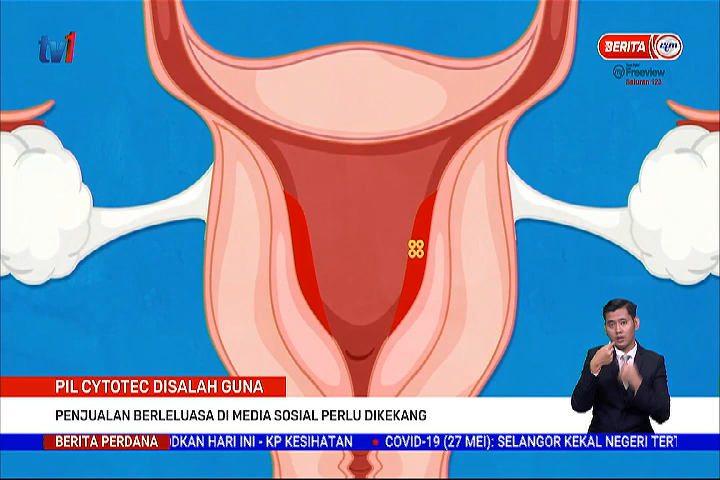 tv1
BERITA rtm
Freeview
Saluran 123
PIL CYTOTEC DISALAH GUNA
PENJUALAN BERLELUASA DI MEDIA SOSIAL PERLU DIKEKANG
BERITA PERDANA DKAN HARI INI - KP KESIHATAN • COVID-19 (27 MEI): SELANGOR KEKAL NEGERI TERT